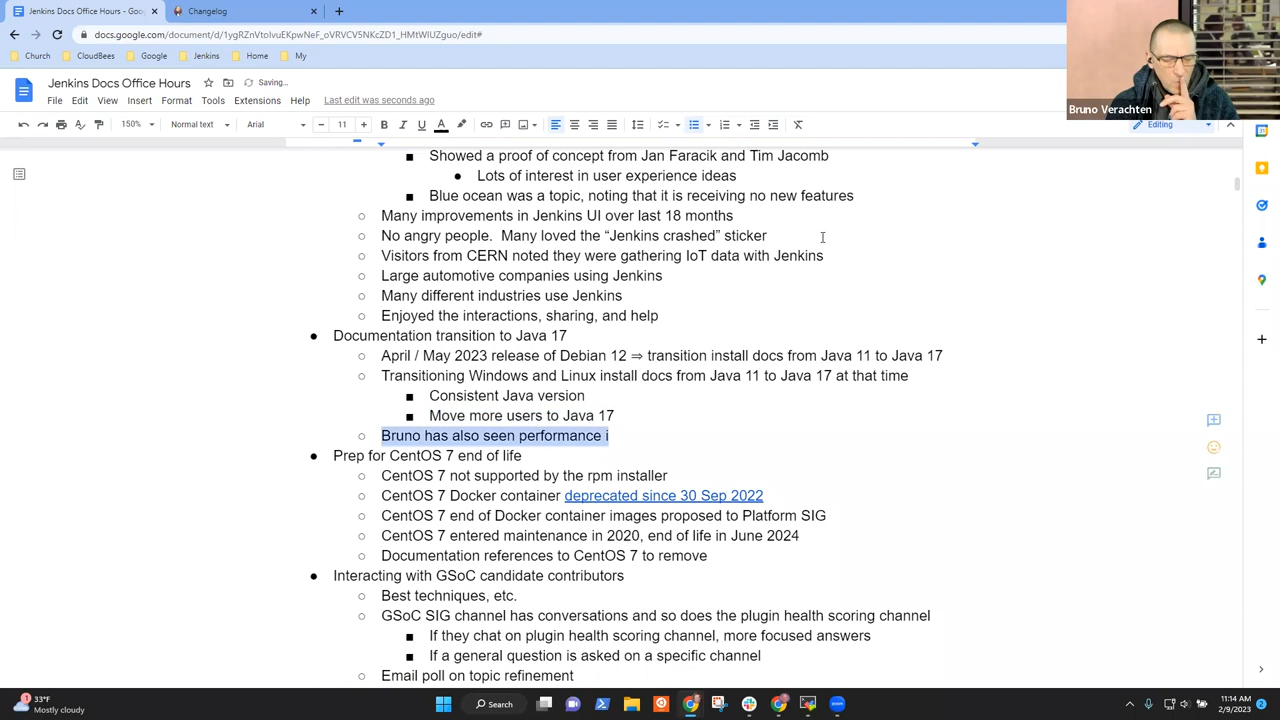 Jenkins Docs Office Hours - Goo
Changelog
docs.google.com/document/d/1ygRZnVtoIvuEKpwNeF_oVRVCV5NKcZD1_HMtWIUZguo/edit#
Church
CloudBees
Google
Jenkins
Home
My
Jenkins Docs Office Hours
Saving...
File Edit View Insert Format Tools Extensions Help Last edit was seconds ago
150% Normal text Arial 11 Editing
Bruno Verachten
▪ Showed a proof of concept from Jan Faracik and Tim Jacomb
● Lots of interest in user experience ideas
▪ Blue ocean was a topic, noting that it is receiving no new features
○ Many improvements in Jenkins UI over last 18 months
○ No angry people.  Many loved the “Jenkins crashed” sticker
○ Visitors from CERN noted they were gathering IoT data with Jenkins
○ Large automotive companies using Jenkins
○ Many different industries use Jenkins
○ Enjoyed the interactions, sharing, and help
● Documentation transition to Java 17
○ April / May 2023 release of Debian 12 ⇒ transition install docs from Java 11 to Java 17
○ Transitioning Windows and Linux install docs from Java 11 to Java 17 at that time
▪ Consistent Java version
▪ Move more users to Java 17
○ Bruno has also seen performance i
● Prep for CentOS 7 end of life
○ CentOS 7 not supported by the rpm installer
○ CentOS 7 Docker container deprecated since 30 Sep 2022
○ CentOS 7 end of Docker container images proposed to Platform SIG
○ CentOS 7 entered maintenance in 2020, end of life in June 2024
○ Documentation references to CentOS 7 to remove
● Interacting with GSoC candidate contributors
○ Best techniques, etc.
○ GSoC SIG channel has conversations and so does the plugin health scoring channel
▪ If they chat on plugin health scoring channel, more focused answers
▪ If a general question is asked on a specific channel
○ Email poll on topic refinement
33°F
Mostly cloudy
Search
11:14 AM
2/9/2023